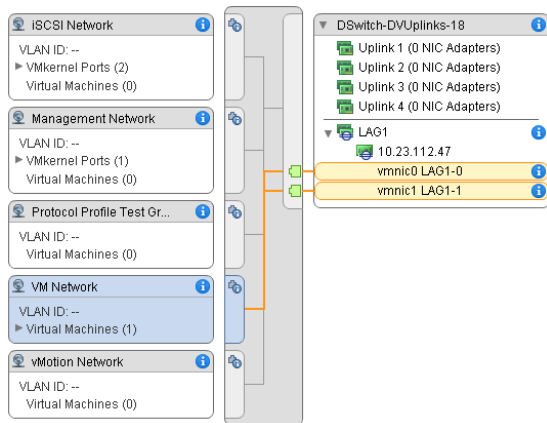 iSCSI Network
VLAN ID: --
VMkernel Ports (2)
Virtual Machines (0)
Management Network
VLAN ID: --
VMkernel Ports (1)
Virtual Machines (0)
Protocol Profile Test Gr...
VLAN ID: --
Virtual Machines (0)
VM Network
VLAN ID: --
Virtual Machines (1)
vMotion Network
VLAN ID: --
Virtual Machines (0)
DSwitch-DVUplinks-18
Uplink 1 (0 NIC Adapters)
Uplink 2 (0 NIC Adapters)
Uplink 3 (0 NIC Adapters)
Uplink 4 (0 NIC Adapters)
LAG1
10.23.112.47
vmnic0 LAG1-0
vmnic1 LAG1-1